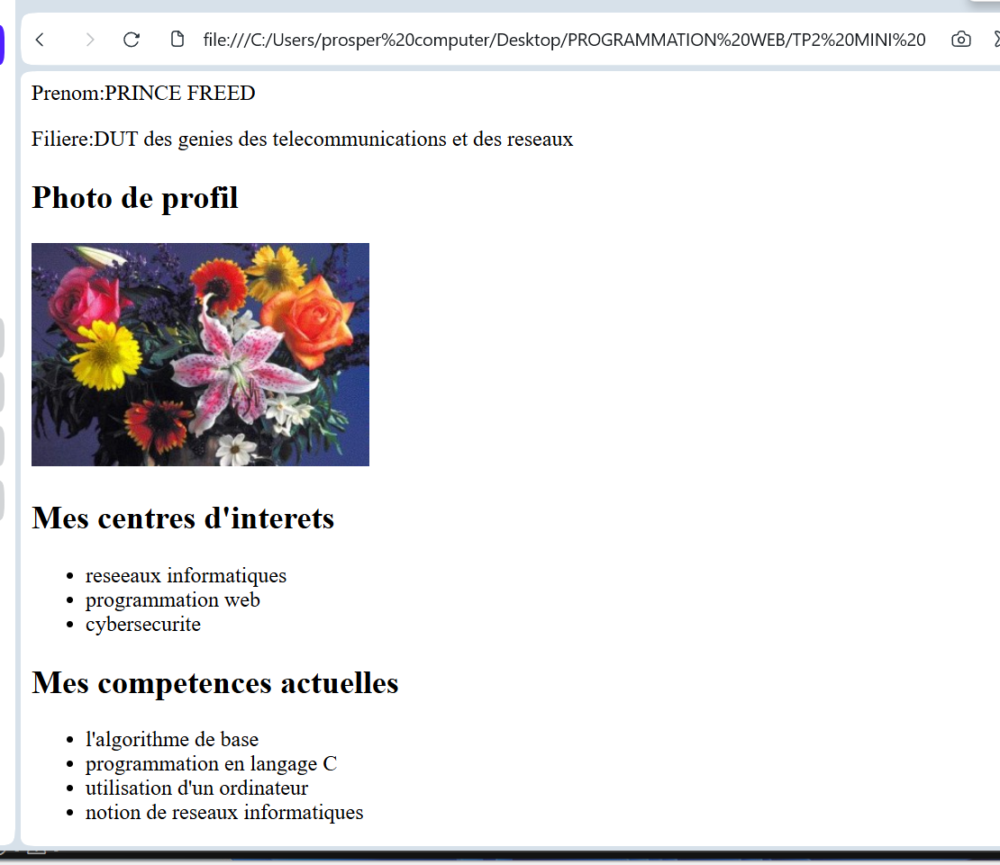 file:///C:/Users/prosper%20computer/Desktop/PROGRAMMATION%20WEB/TP2%20MINI%20
Prenom:PRINCE FREED
Filiere:DUT des genies des telecommunications et des reseaux
Photo de profil
Mes centres d'interets
reseeaux informatiques
programmation web
cybersecurite
Mes competences actuelles
l'algorithme de base
programmation en langage C
utilisation d'un ordinateur
notion de reseaux informatiques